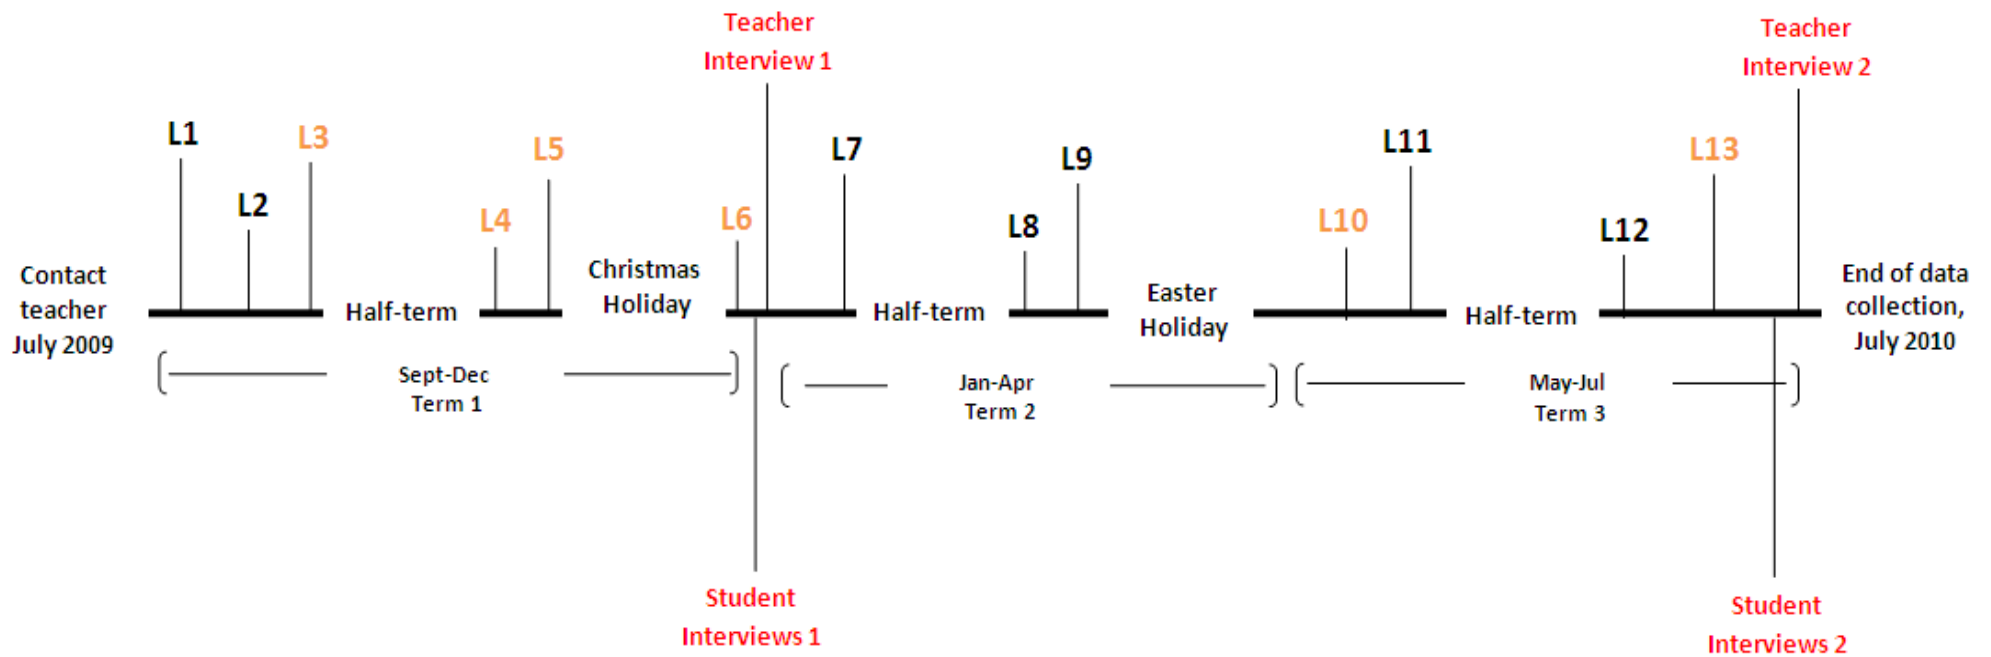 Teacher
Interview 1
Teacher
Interview 2
L1
L2
L3
L4
L5
L6
L7
L8
L9
L10
L11
L12
L13
Contact
teacher
July 2009
Half-term
Christmas
Holiday
Half-term
Easter
Holiday
Half-term
End of data
collection,
July 2010
Sept-Dec
Term 1
Jan-Apr
Term 2
May-Jul
Term 3
Student
Interviews 1
Student
Interviews 2